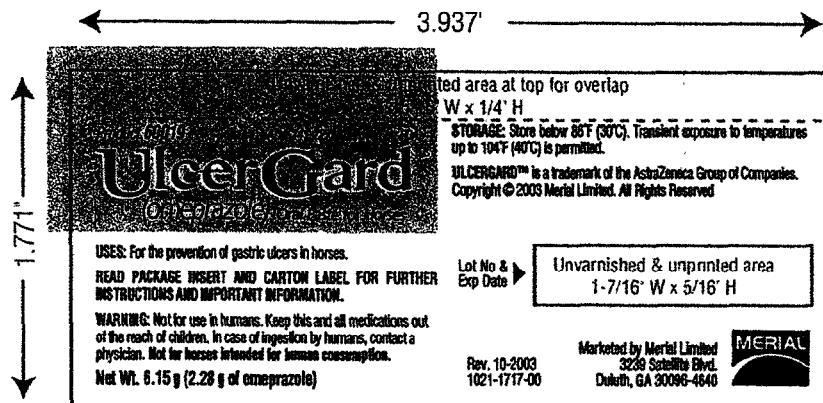 3.937'
1.771"
ted area at top for overlap
W x 1/4' H
UlcerGard
STORAGE: Store below 86°F (30°C). Transient exposure to temperatures
up to 104°F (40°C) is permitted.
ULCERGARD™ is a trademark of the AstraZeneca Group of Companies.
Copyright © 2003 Merial Limited. All Rights Reserved
USES: For the prevention of gastric ulcers in horses.
READ PACKAGE INSERT AND CARTON LABEL FOR FURTHER
INSTRUCTIONS AND IMPORTANT INFORMATION.
WARNING: Not for use in humans. Keep this and all medications out
of the reach of children. In case of ingestion by humans, contact a
physician. Not for horses intended for human consumption.
Net Wt. 6.15 g (2.28 g of omeprazole)
Lot No &
Exp Date
Unvarnished & unprinted area
1-7/16' W x 5/16' H
Rev. 10-2003
1021-1717-00
Marketed by Merial Limited
3239 Satellite Blvd.
Duluth, GA 30096-4640
MERIAL